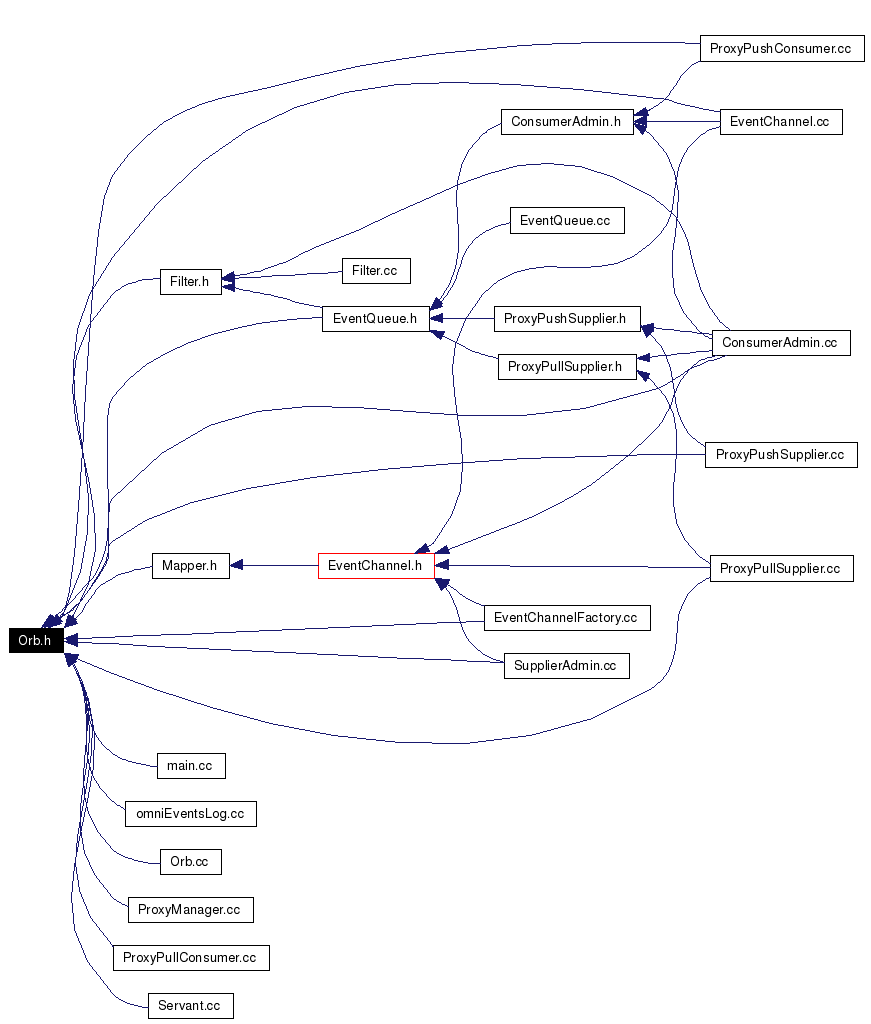 ProxyPushConsumer.cc
ConsumerAdmin.h
EventChannel.cc
EventQueue.cc
Filter.cc
Filter.h
EventQueue.h
ProxyPushSupplier.h
ConsumerAdmin.cc
ProxyPullSupplier.h
ProxyPushSupplier.cc
Mapper.h
EventChannel.h
ProxyPullSupplier.cc
EventChannelFactory.cc
Orb.h
SupplierAdmin.cc
main.cc
omniEventsLog.cc
Orb.cc
ProxyManager.cc
ProxyPullConsumer.cc
Servant.cc